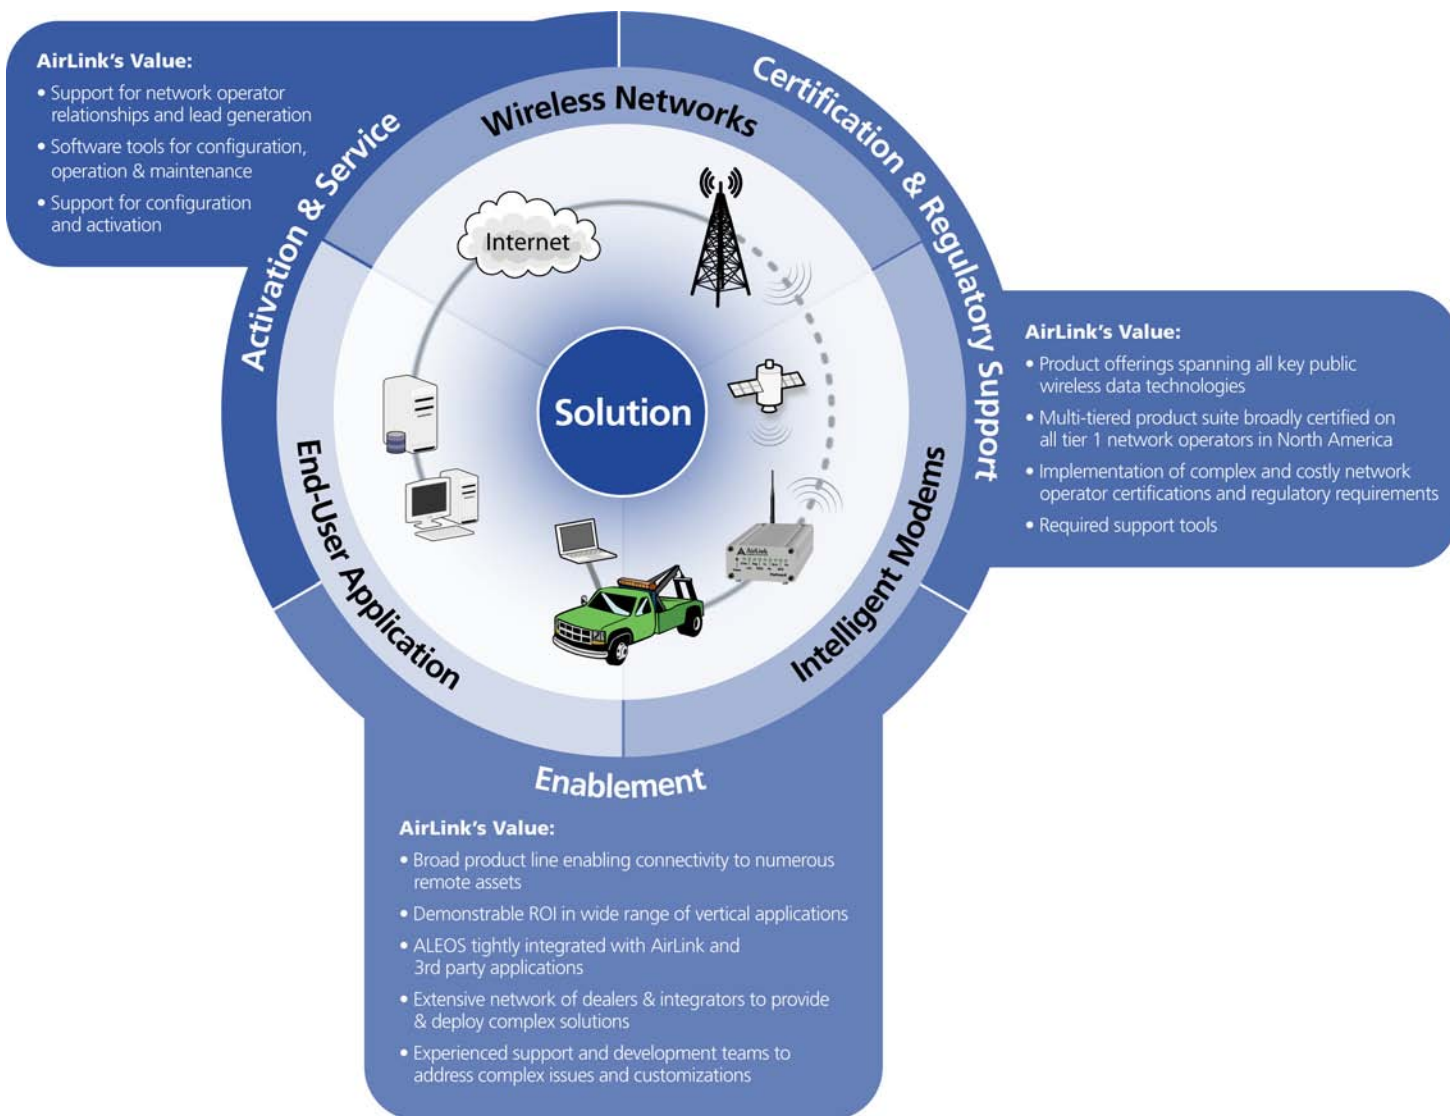 AirLink's Value:
• Support for network operator
relationships and lead generation
• Software tools for configuration,
operation & maintenance
• Support for configuration
and activation
Activation & Service
Wireless Networks
Certification & Regulatory Support
Internet
Solution
End-User Application
Intelligent Modems
AirLink
AirLink's Value:
• Product offerings spanning all key public
wireless data technologies
• Multi-tiered product suite broadly certified on
all tier 1 network operators in North America
• Implementation of complex and costly network
operator certifications and regulatory requirements
• Required support tools
Enablement
AirLink's Value:
• Broad product line enabling connectivity to numerous
remote assets
• Demonstrable ROI in wide range of vertical applications
• ALEOS tightly integrated with AirLink and
3rd party applications
• Extensive network of dealers & integrators to provide
& deploy complex solutions
• Experienced support and development teams to
address complex issues and customizations